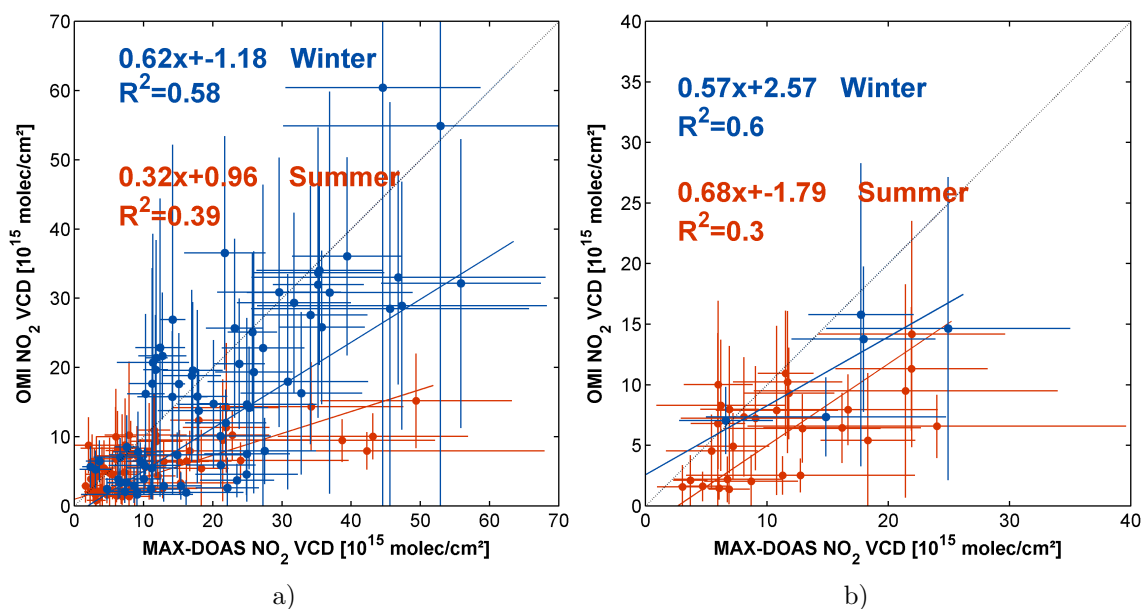 0.62x+-1.18 Winter
R²=0.58
0.32x+0.96 Summer
R²=0.39
OMI NO₂ VCD [10¹⁵ molec/cm²]
70
60
50
40
30
20
10
0
0 10 20 30 40 50 60 70
MAX-DOAS NO₂ VCD [10¹⁵ molec/cm²]
a)
0.57x+2.57 Winter
R²=0.6
0.68x+-1.79 Summer
R²=0.3
OMI NO₂ VCD [10¹⁵ molec/cm²]
40
35
30
25
20
15
10
5
0
0 10 20 30 40
MAX-DOAS NO₂ VCD [10¹⁵ molec/cm²]
b)